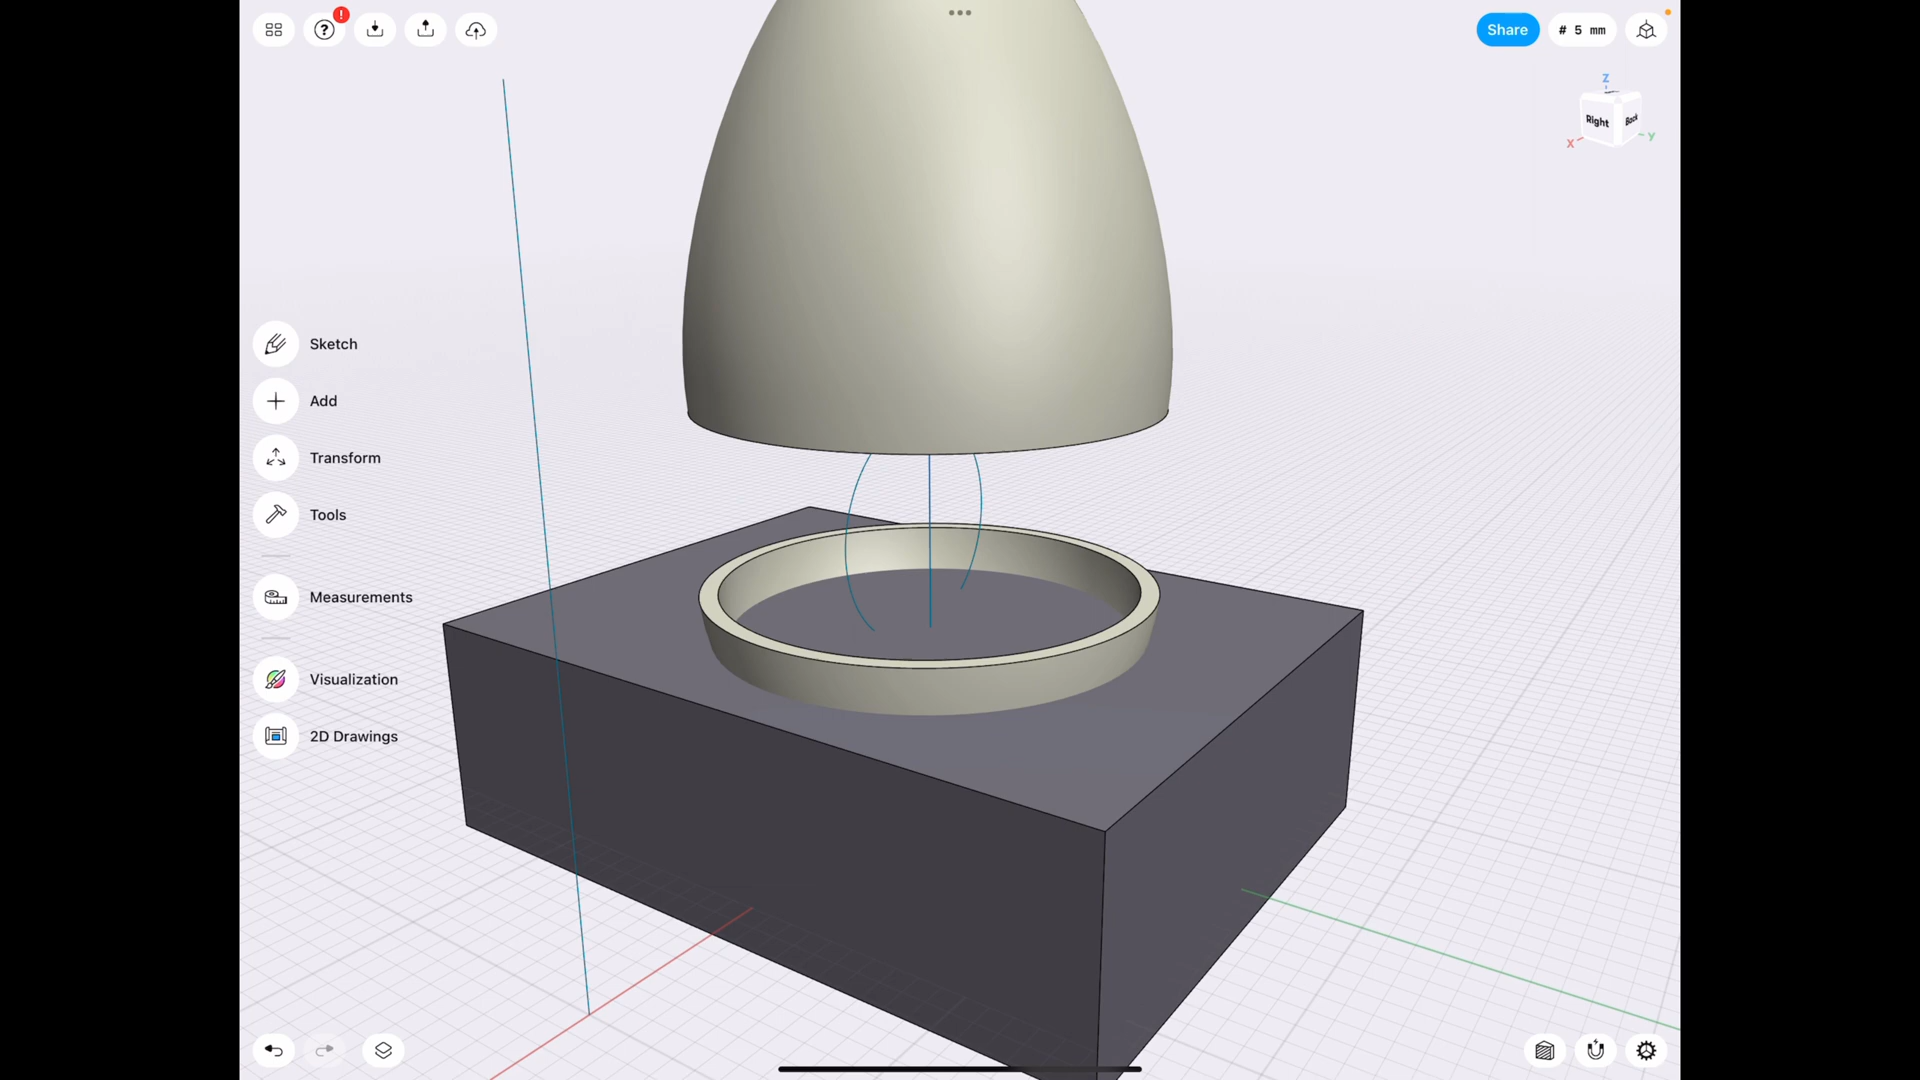 Share
# 5 mm
Z
Right
Back
X
Y
Sketch
Add
Transform
Tools
Measurements
Visualization
2D Drawings